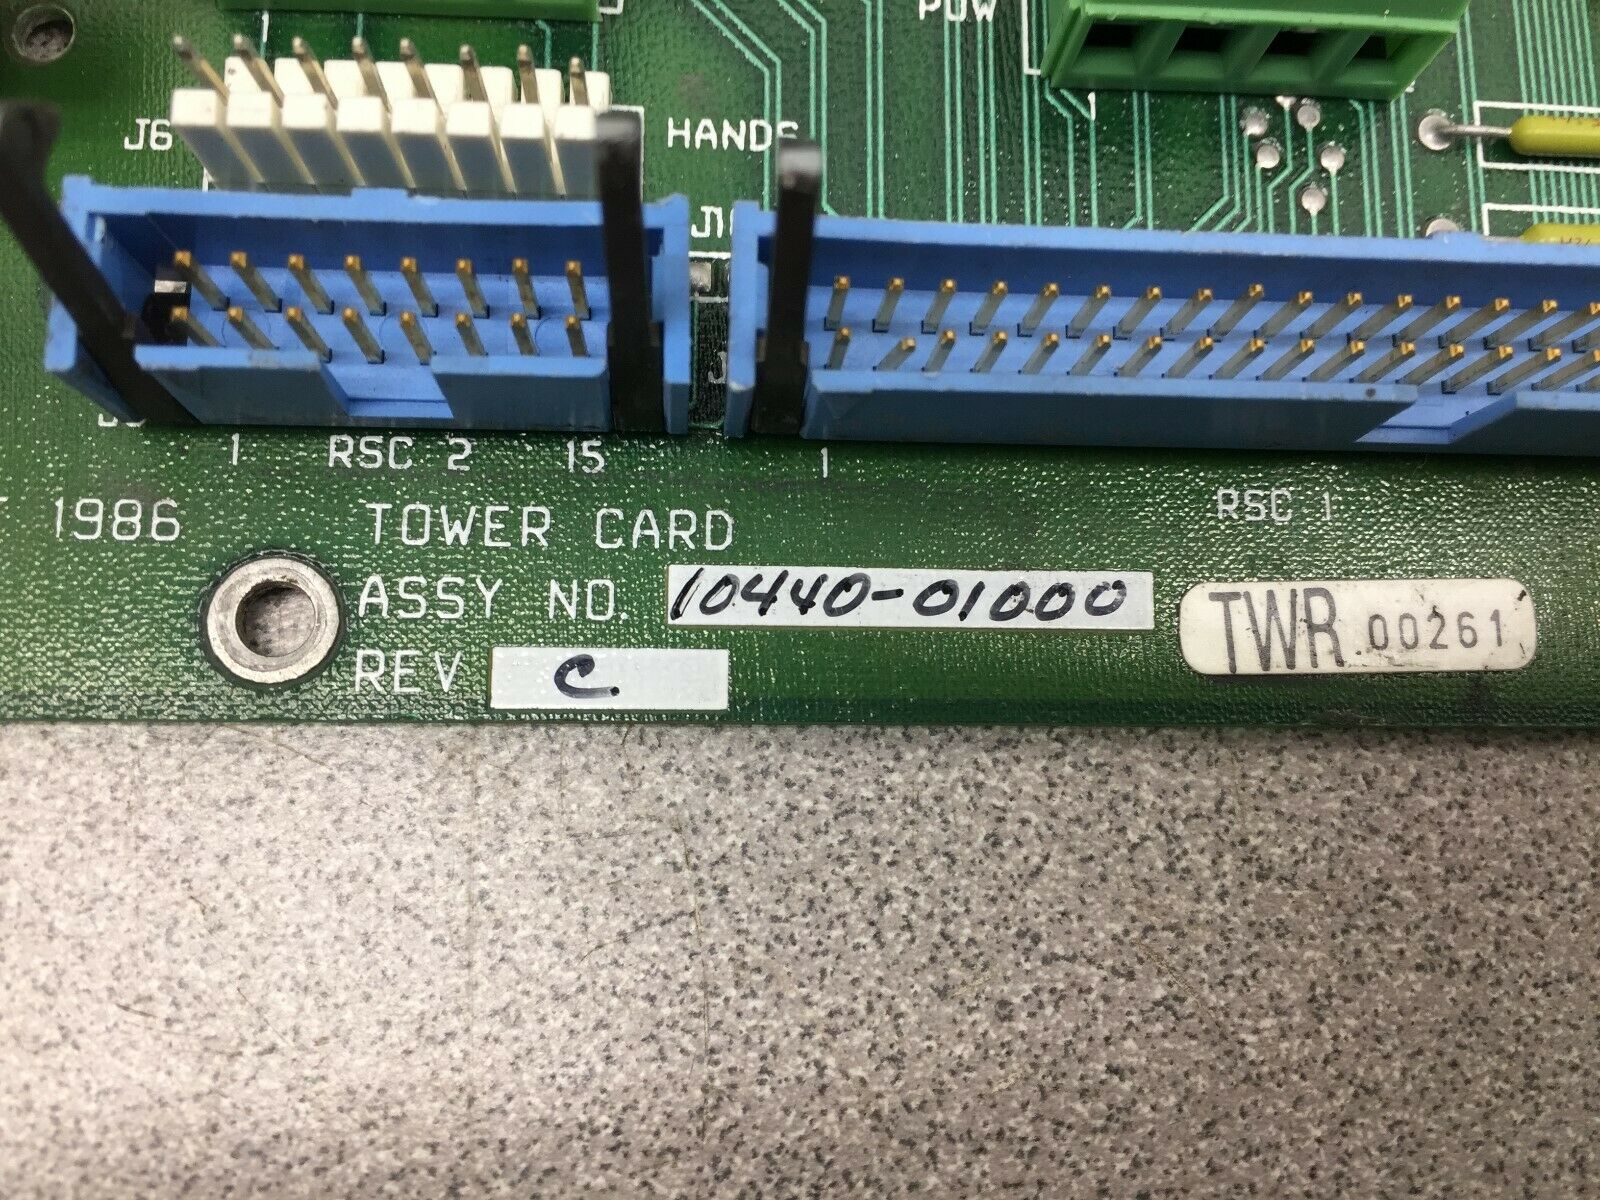 POW
J6
HANDS
1
RSC 2
15
1
RSC 1
1986
TOWER CARD
ASSY NO. 10440-01000
TWR 00261
REV C